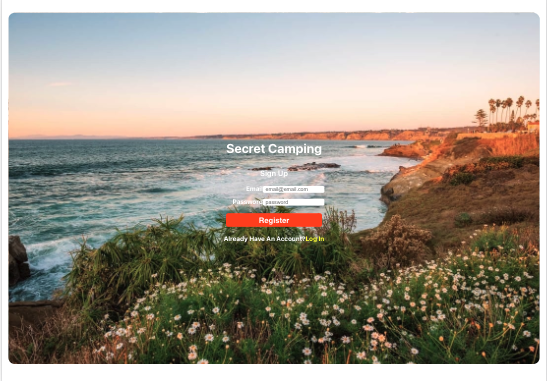 Secret Camping
Sign Up
Email email@email.com
Password password
Register
Already Have An Account?Log In